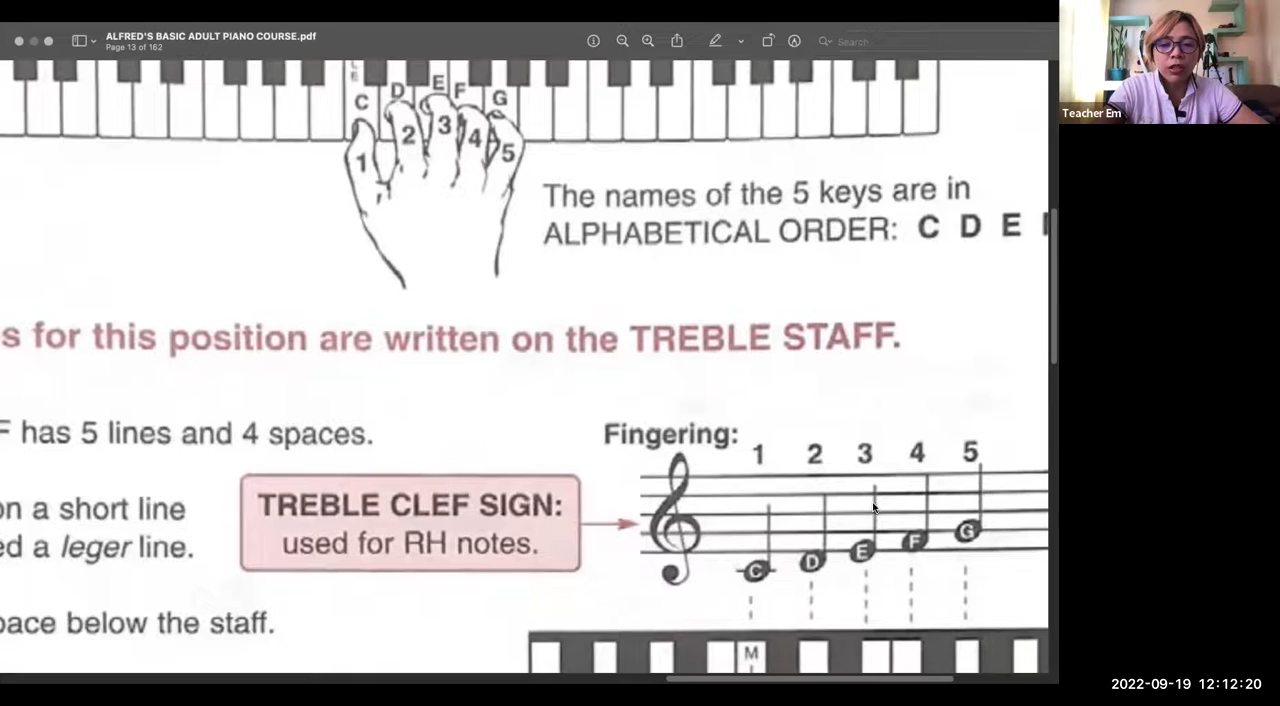 ALFRED'S BASIC ADULT PIANO COURSE.pdf
Page 13 of 162
Search
Teacher Em
C D E F G
1 2 3 4 5
The names of the 5 keys are in
ALPHABETICAL ORDER: C D E
s for this position are written on the TREBLE STAFF.
has 5 lines and 4 spaces.
Fingering:
1 2 3 4 5
on a short line
TREBLE CLEF SIGN:
ed a leger line.
used for RH notes.
C D E F G
pace below the staff.
M
2022-09-19 12:12:20